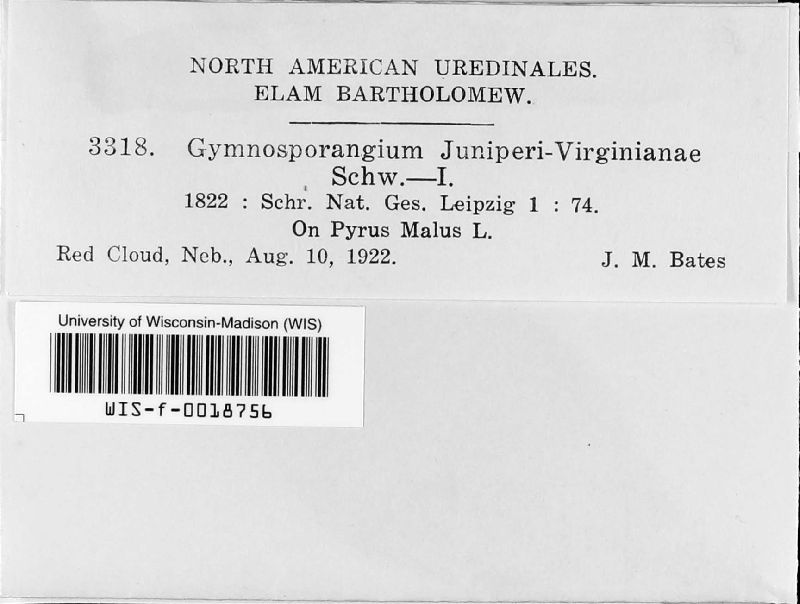 NORTH AMERICAN UREDINALES.
ELAM BARTHOLOMEW.
3318. Gymnosporangium Juniperi-Virginianae
Schw.—I.
1822 : Schr. Nat. Ges. Leipzig 1 : 74.
On Pyrus Malus L.
Red Cloud, Neb., Aug. 10, 1922. J. M. Bates
University of Wisconsin-Madison (WIS)
WIS-f-0018756